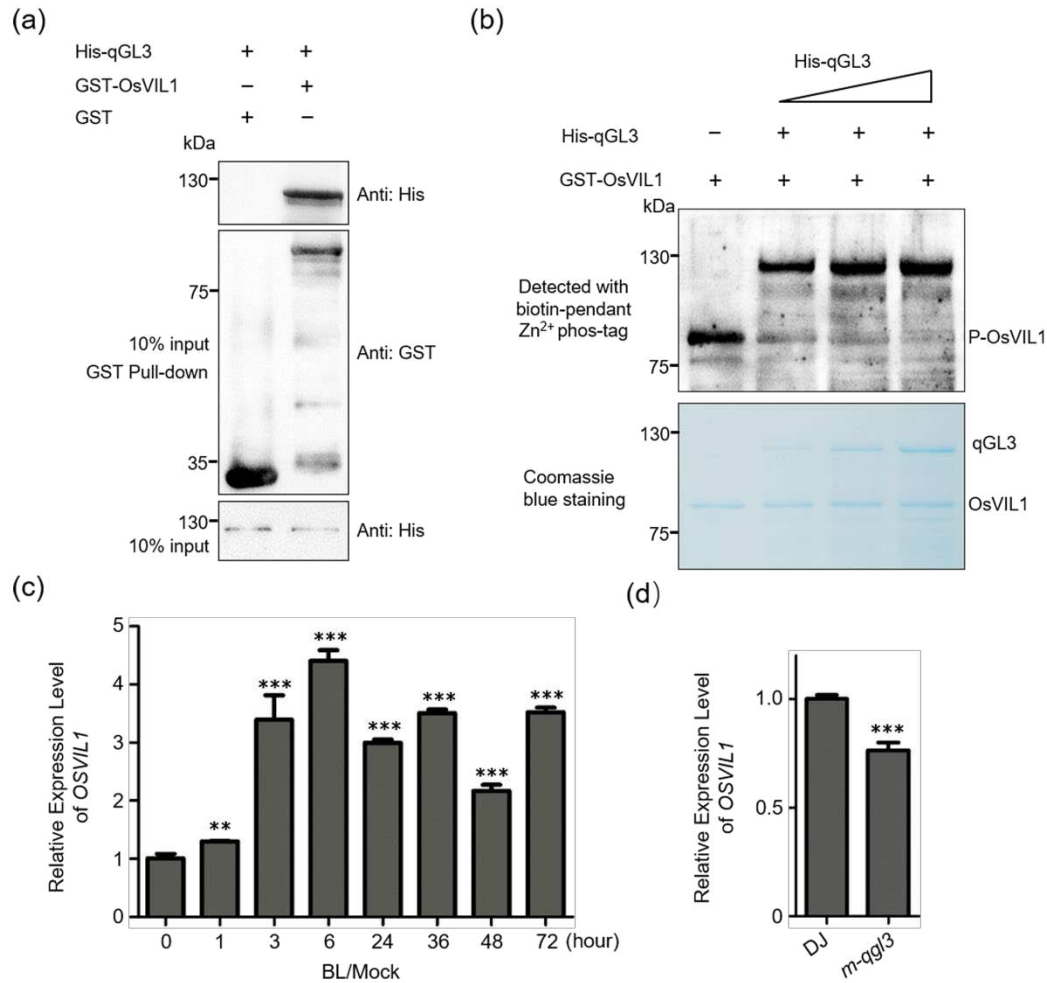 (a)
His-qGL3 + +
GST-OsVIL1 − +
GST + −
kDa
130
Anti: His
75
10% input
GST Pull-down
Anti: GST
35
130
10% input
Anti: His
(b)
His-qGL3
His-qGL3 − + + +
GST-OsVIL1 + + + +
kDa
130
Detected with
biotin-pendant
Zn²⁺ phos-tag
P-OsVIL1
75
130
qGL3
Coomassie
blue staining
OsVIL1
75
(c)
Relative Expression Level
of OSVIL1
5
4
3
2
1
0
** *** *** *** *** *** ***
0 1 3 6 24 36 48 72 (hour)
BL/Mock
(d)
Relative Expression Level
of OSVIL1
1.0
0.5
0
***
DJ
m-qgl3